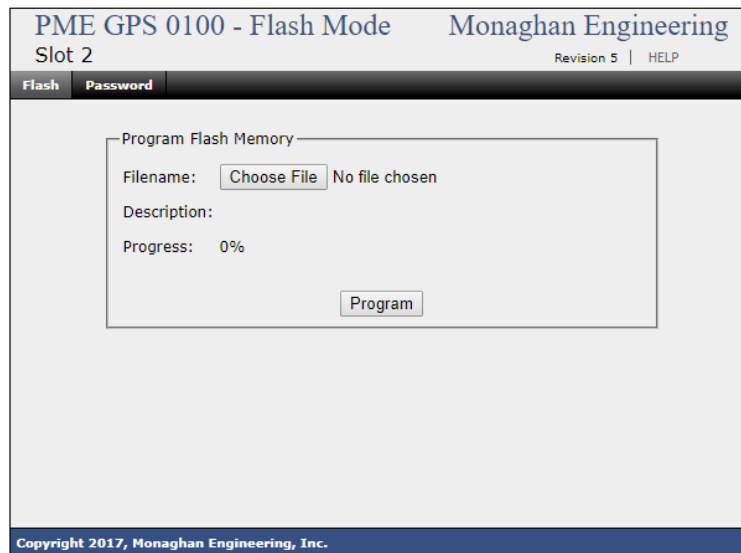 PME GPS 0100 - Flash Mode Monaghan Engineering
Slot 2 Revision 5 | HELP
Flash Password
Program Flash Memory
Filename: Choose File No file chosen
Description:
Progress: 0%
Program
Copyright 2017, Monaghan Engineering, Inc.